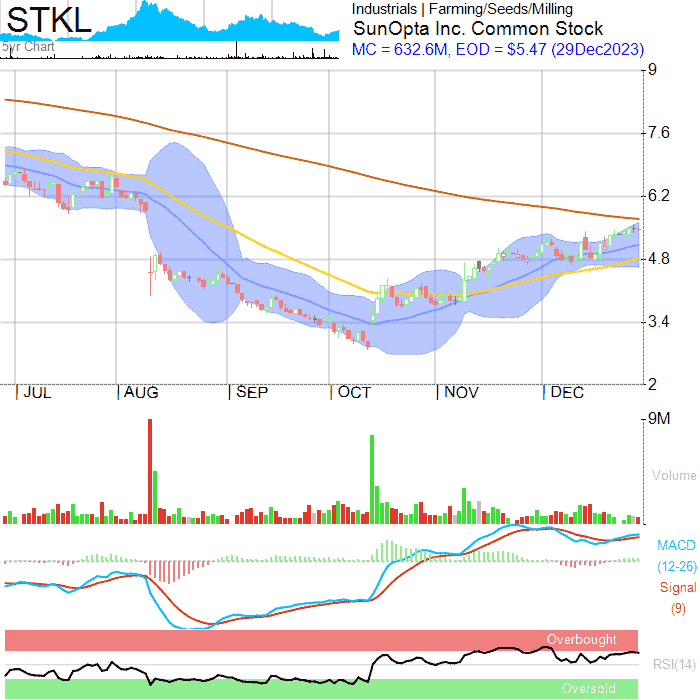 STKL
5yr Chart
Industrials | Farming/Seeds/Milling
SunOpta Inc. Common Stock
MC = 632.6M, EOD = $5.47 (29Dec2023)
9
7.6
6.2
4.8
3.4
2
JUL AUG SEP OCT NOV DEC
9M
Volume
MACD
(12-26)
Signal
(9)
Overbought
RSI(14)
Oversold